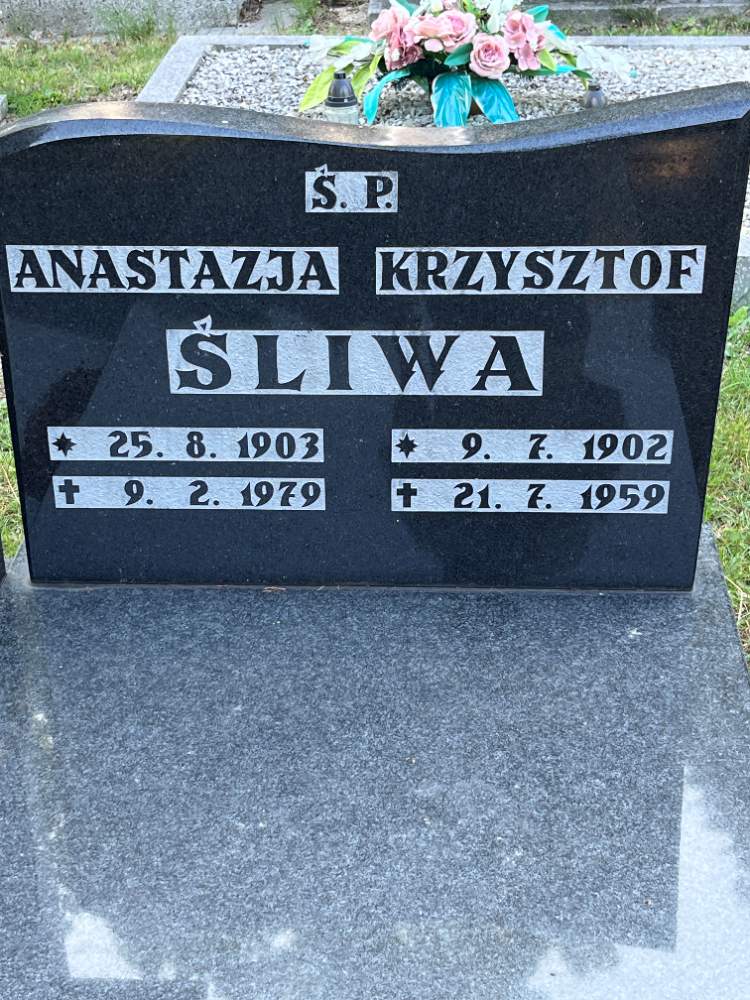 Ś. P.
ANASTAZJA KRZYSZTOF
ŚLIWA
* 25. 8. 1903 * 9. 7. 1902
✝ 9. 2. 1979 ✝ 21. 7. 1959